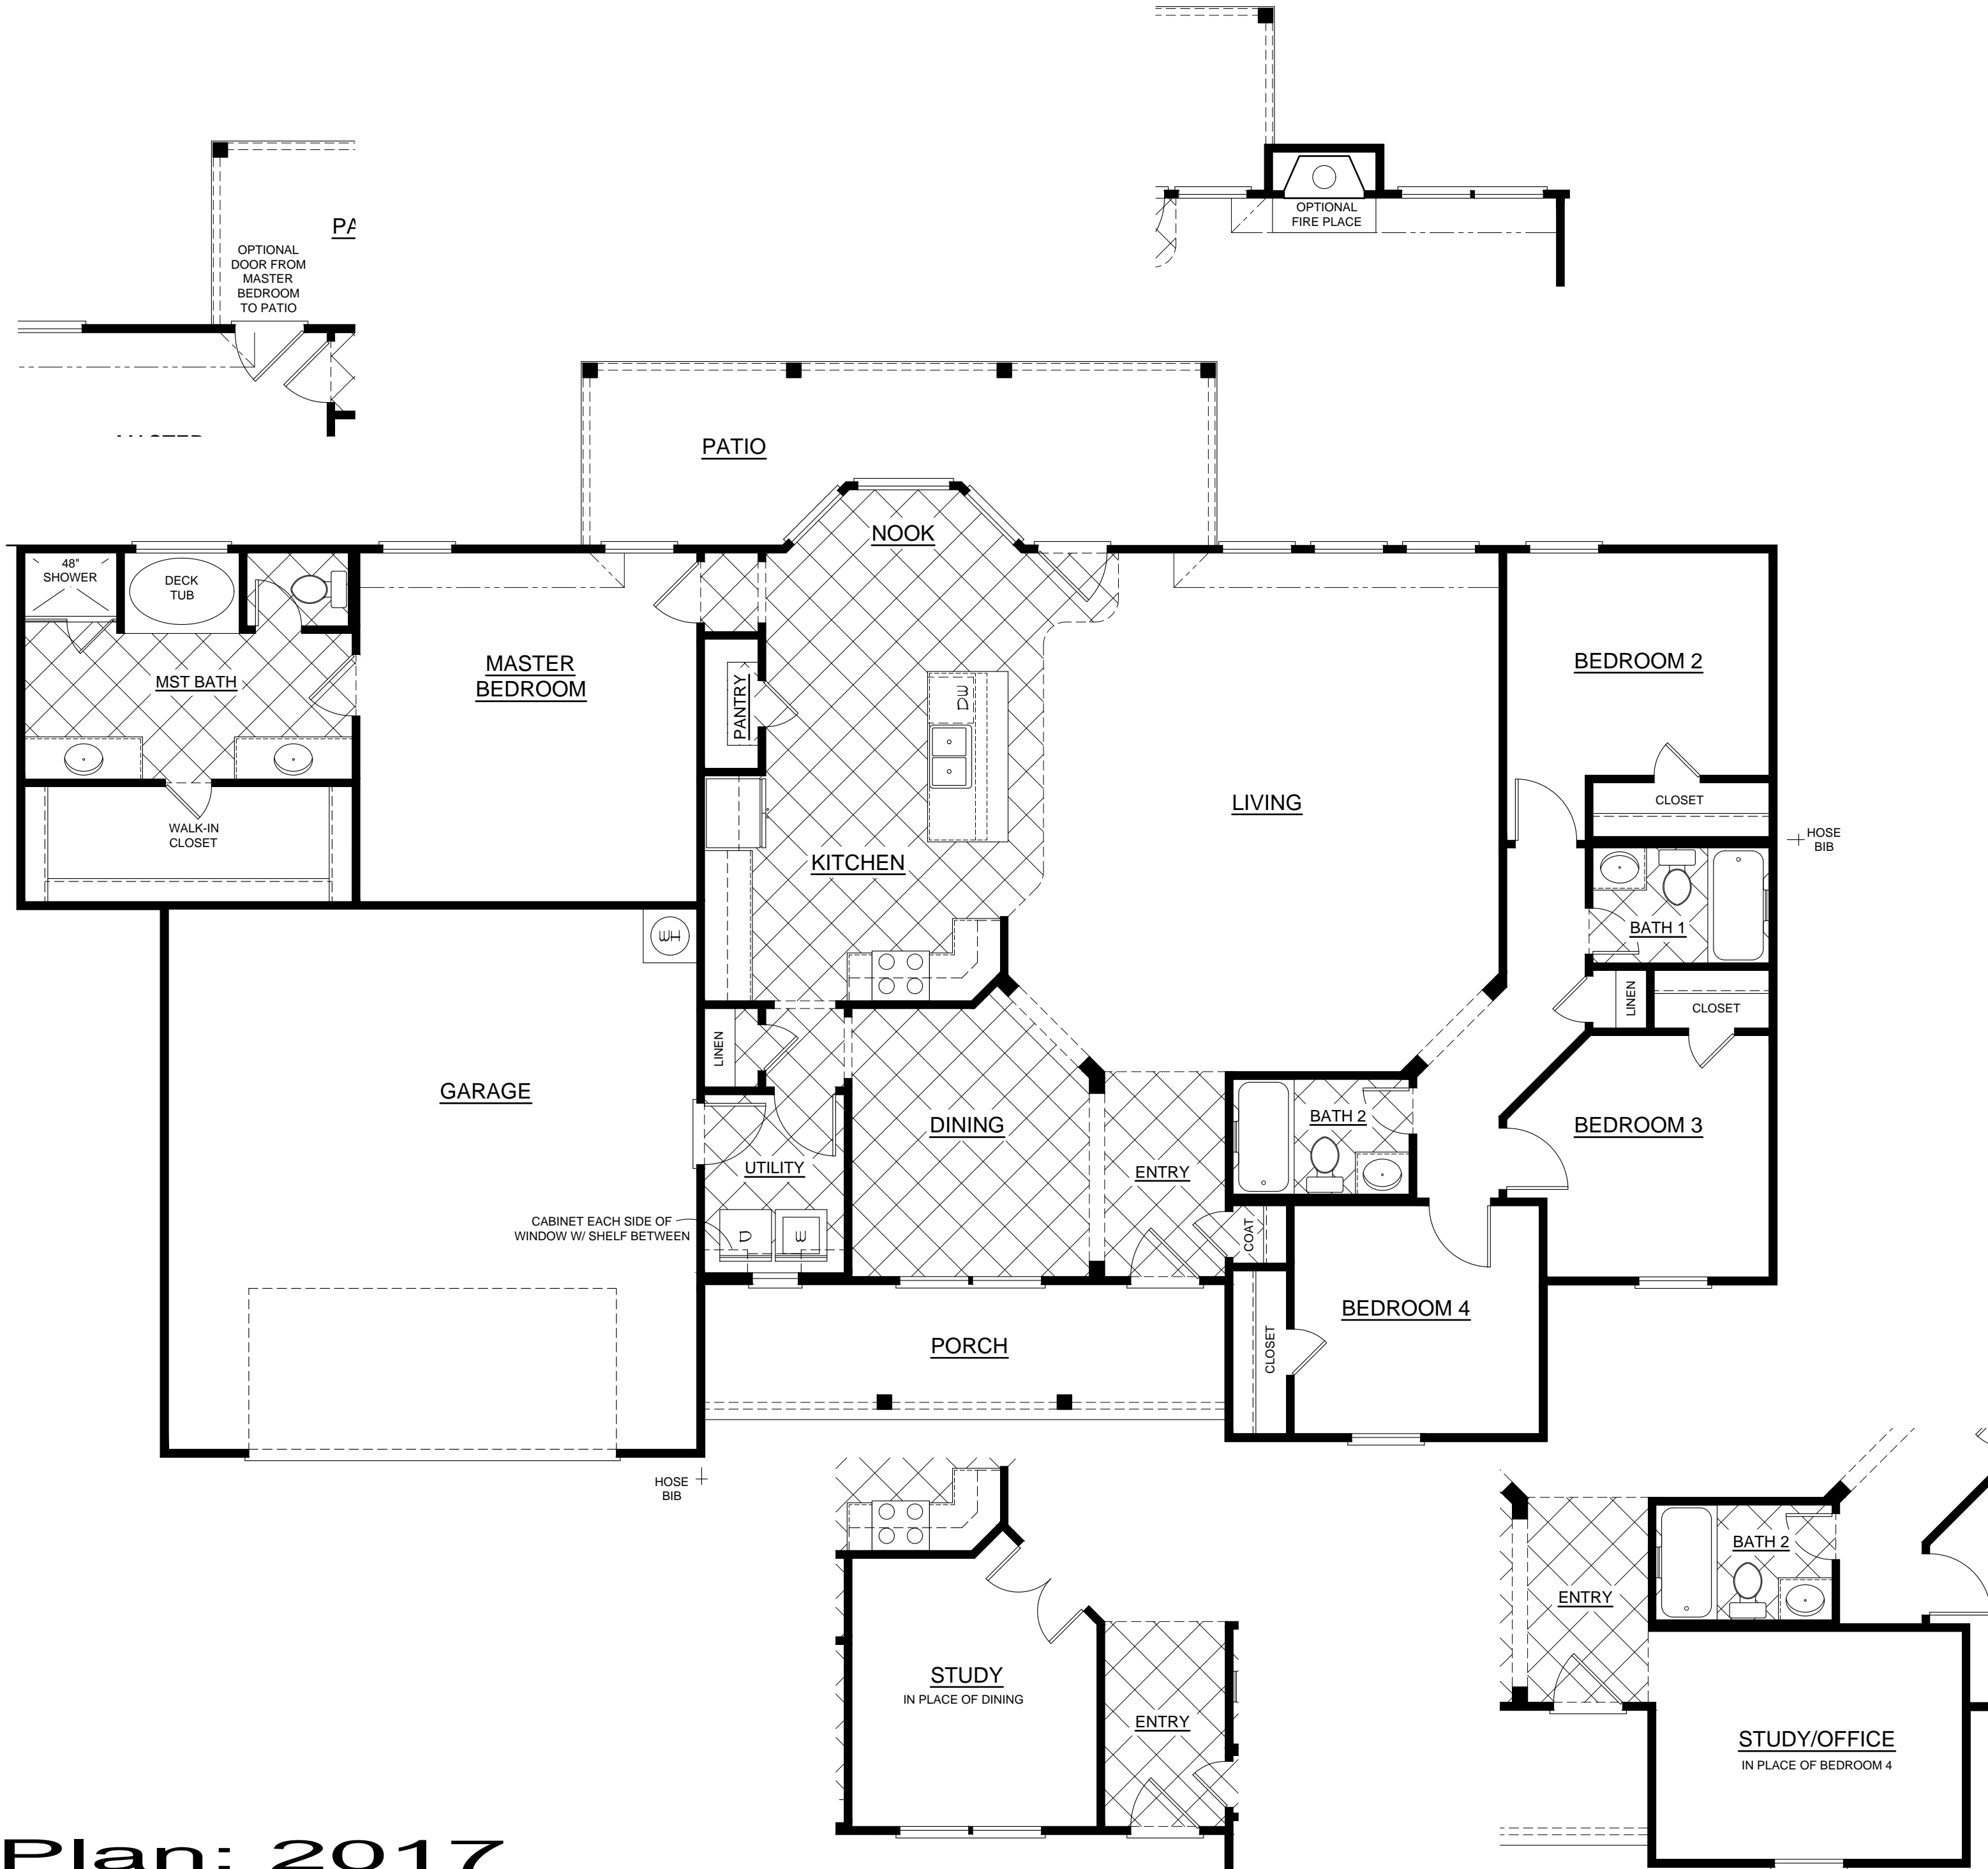 OPTIONAL
FIRE PLACE
PA
OPTIONAL
DOOR FROM
MASTER
BEDROOM
TO PATIO
PATIO
NOOK
48"
SHOWER
DECK
TUB
MST BATH
MASTER
BEDROOM
PANTRY
DW
BEDROOM 2
LIVING
CLOSET
WALK-IN
CLOSET
KITCHEN
HOSE
BIB
BATH 1
WH
LINEN
CLOSET
LINEN
GARAGE
DINING
BATH 2
BEDROOM 3
UTILITY
ENTRY
CABINET EACH SIDE OF
WINDOW W/ SHELF BETWEEN
D
W
COAT
BEDROOM 4
PORCH
CLOSET
HOSE
BIB
BATH 2
ENTRY
STUDY
IN PLACE OF DINING
ENTRY
STUDY/OFFICE
IN PLACE OF BEDROOM 4
Plan: 2017